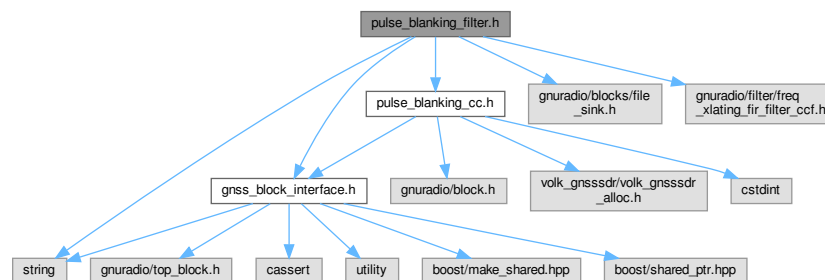 pulse_blanking_filter.h
pulse_blanking_cc.h
gnuradio/blocks/file
_sink.h
gnuradio/filter/freq
_xlating_fir_filter_ccf.h
gnss_block_interface.h
gnuradio/block.h
volk_gnsssdr/volk_gnsssdr
_alloc.h
cstdint
string
gnuradio/top_block.h
cassert
utility
boost/make_shared.hpp
boost/shared_ptr.hpp